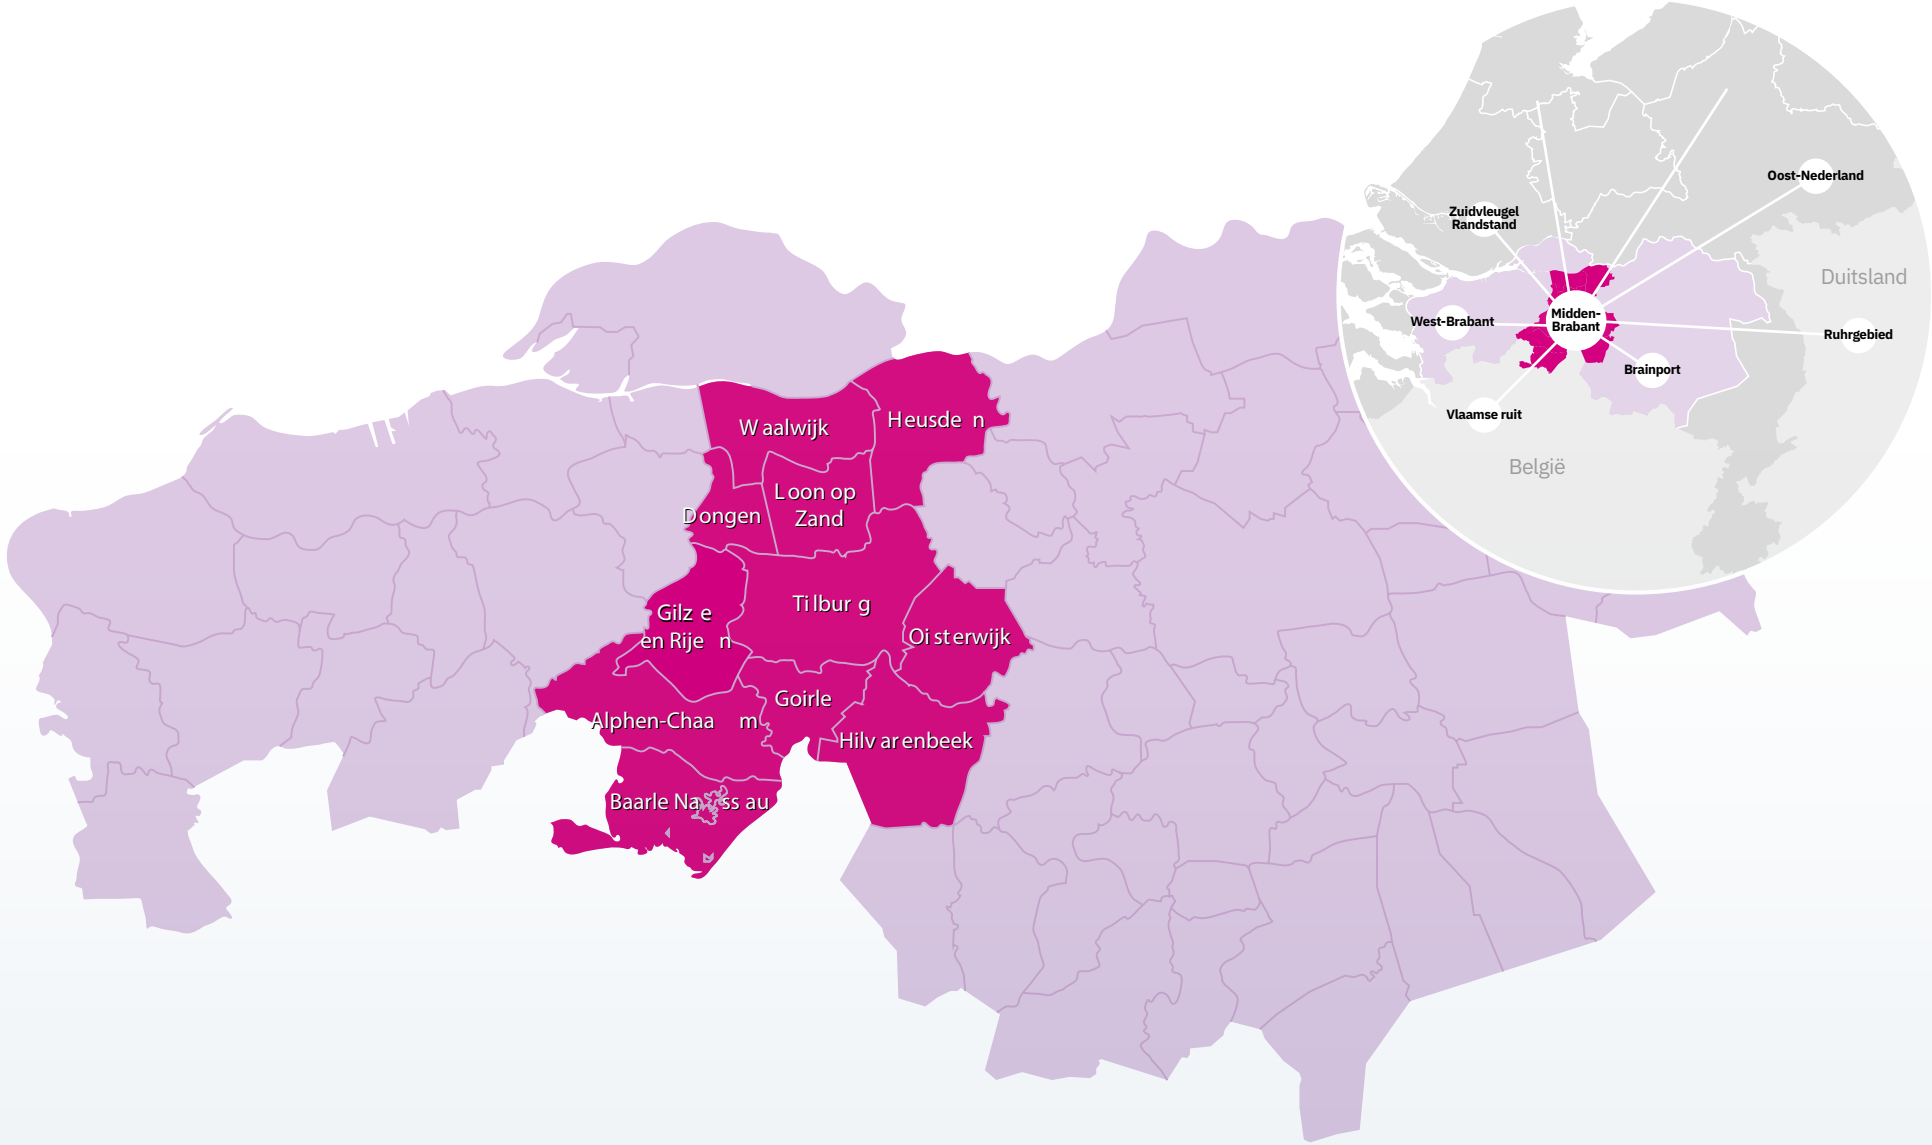 Waalwijk
Heusden
Loon op
Zand
Dongen
Gilze
en Rijen
Tilburg
Oisterwijk
Goirle
Alphen-Chaam
Hilvarenbeek
Baarle Nassau
Oost-Nederland
Zuidvleugel
Randstand
Duitsland
West-Brabant
Midden-
Brabant
Ruhrgebied
Brainport
Vlaamse ruit
België